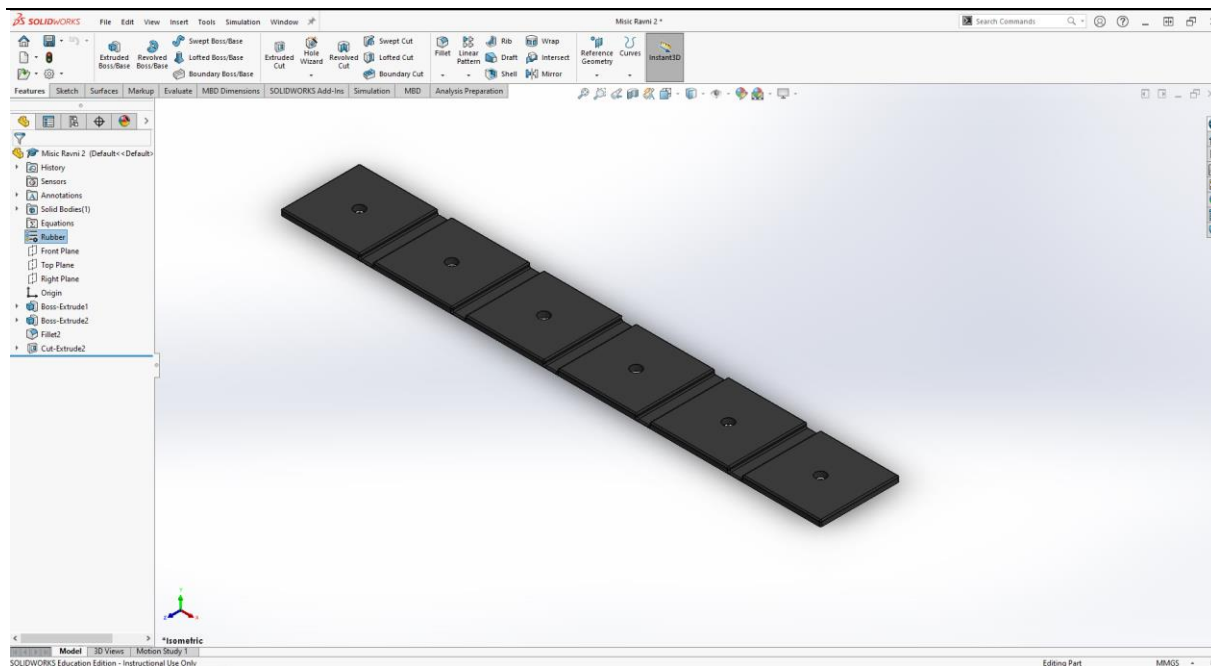 SOLIDWORKS File Edit View Insert Tools Simulation Window Misic Ravni 2 * Search Commands
Extruded Boss/Base
Revolved Boss/Base
Swept Boss/Base
Lofted Boss/Base
Boundary Boss/Base
Extruded Cut
Hole Wizard
Revolved Cut
Swept Cut
Lofted Cut
Boundary Cut
Fillet
Linear Pattern
Rib
Draft
Shell
Wrap
Intersect
Mirror
Reference Geometry
Curves
Instant3D
Features Sketch Surfaces Markup Evaluate MBD Dimensions SOLIDWORKS Add-Ins Simulation MBD Analysis Preparation
Misic Ravni 2 (Default<<Default>
History
Sensors
Annotations
Solid Bodies(1)
Equations
Rubber
Front Plane
Top Plane
Right Plane
Origin
Boss-Extrude1
Boss-Extrude2
Fillet2
Cut-Extrude2
*Isometric
Model 3D Views Motion Study 1
SOLIDWORKS Education Edition - Instructional Use Only Editing Part MMGS